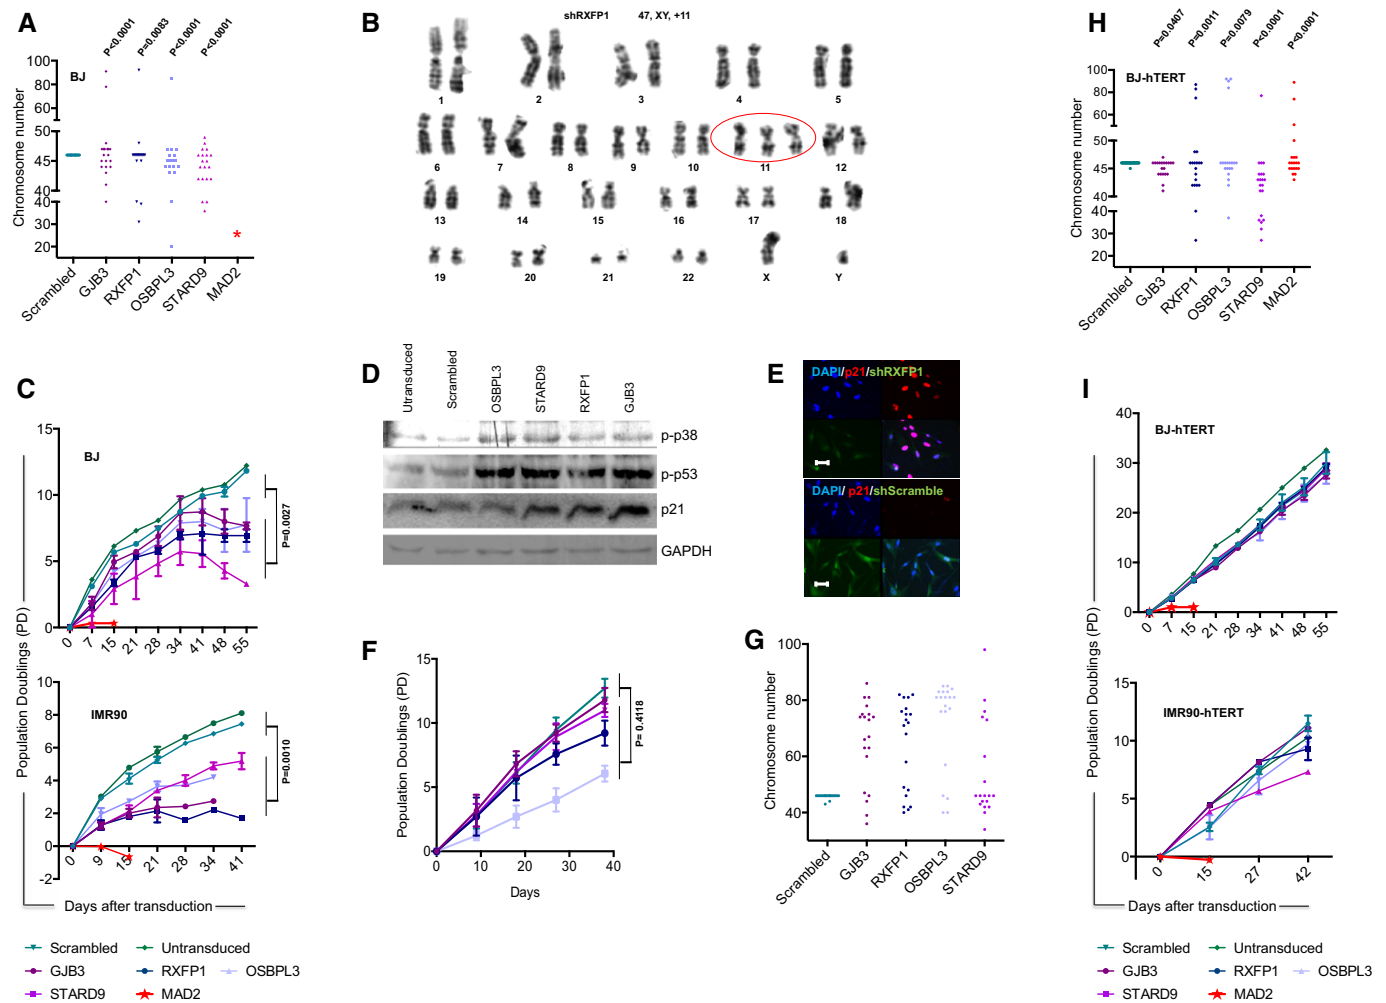 A
P<0.0001
P=0.0083
P<0.0001
P<0.0001
BJ
Chromosome number
100
80
60
50
45
40
40
30
20
Scrambled
GJB3
RXFP1
OSBPL3
STARD9
MAD2
*
B
shRXFP1 47, XY, +11
1 2 3 4 5
6 7 8 9 10 11 12
13 14 15 16 17 18
19 20 21 22 X Y
H
P=0.0407
P=0.0011
P=0.0079
P<0.0001
P<0.0001
BJ-hTERT
Chromosome number
100
80
60
50
45
40
40
30
20
Scrambled
GJB3
RXFP1
OSBPL3
STARD9
MAD2
C
BJ
15
10
5
0
0 7 15 21 28 34 41 48 55
P=0.0027
IMR90
10
8
6
4
2
0
-2
0 9 15 21 28 34 41
P=0.0010
Population Doublings (PD)
Days after transduction
Scrambled Untransduced
GJB3 RXFP1 OSBPL3
STARD9 MAD2
D
Utransduced
Scrambled
OSBPL3
STARD9
RXFP1
GJB3
p-p38
p-p53
p21
GAPDH
E
DAPI/p21/shRXFP1
DAPI/ p21/shScramble
F
Population Doublings (PD)
15
10
5
0
0 10 20 30 40
Days
P= 0.4118
G
Chromosome number
100
80
60
40
Scrambled
GJB3
RXFP1
OSBPL3
STARD9
I
BJ-hTERT
40
30
20
10
0
0 7 15 21 28 34 41 48 55
IMR90-hTERT
15
10
5
0
0 15 27 42
Population Doublings (PD)
Days after transduction
Scrambled Untransduced
GJB3 RXFP1 OSBPL3
STARD9 MAD2